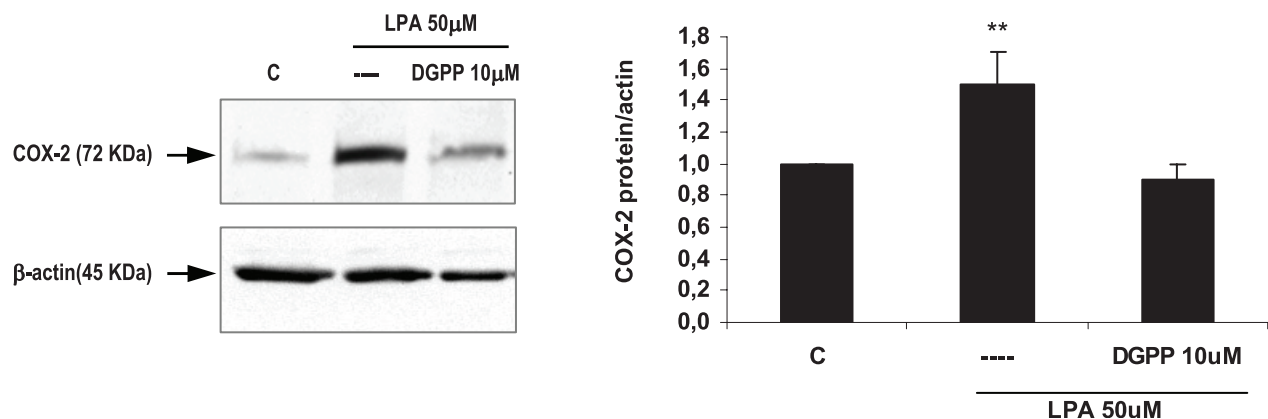 LPA 50μM
C
---
DGPP 10μM
COX-2 (72 KDa)
β-actin(45 KDa)
COX-2 protein/actin
1,8
1,6
1,4
1,2
1,0
0,8
0,6
0,4
0,2
0,0
**
C
----
DGPP 10uM
LPA 50uM